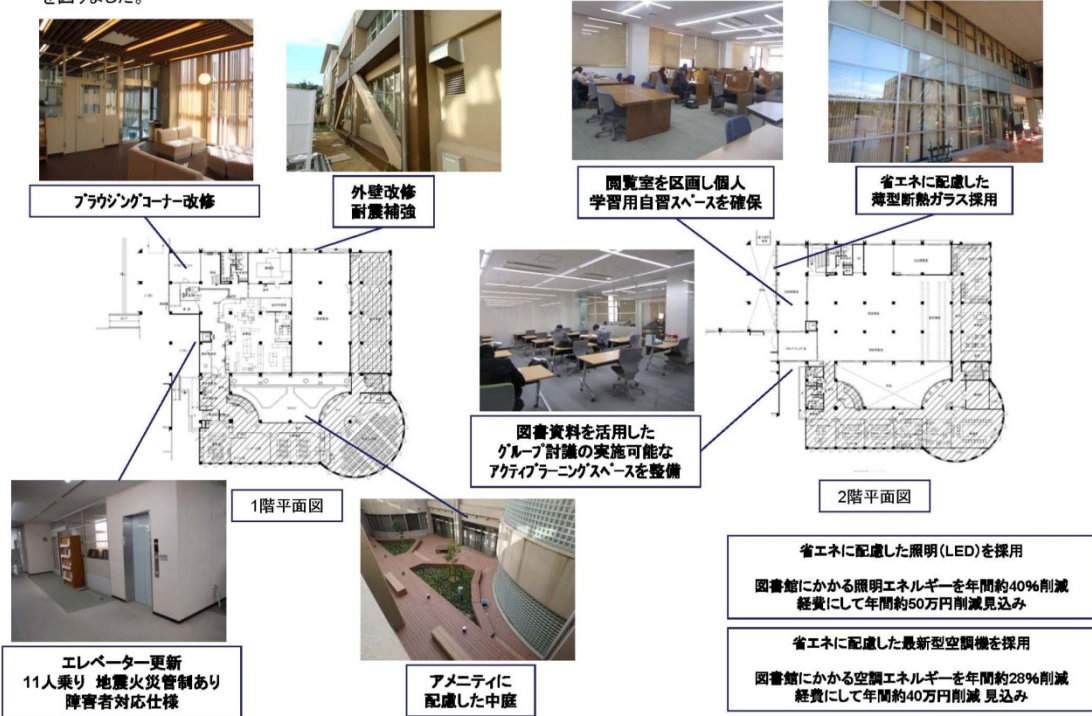 を図りました。
ブラウジングコーナー改修
外壁改修
耐震補強
閲覧室を区画し個人
学習用自習スペースを確保
省エネに配慮した
薄型断熱ガラス採用
図書資料を活用した
グループ討議の実施可能な
アクティブラーニングスペースを整備
1階平面図
2階平面図
エレベーター更新
11人乗り 地震火災管制あり
障害者対応仕様
アメニティに
配慮した中庭
省エネに配慮した照明(LED)を採用
図書館にかかる照明エネルギーを年間約40%削減
経費にして年間約50万円削減見込み
省エネに配慮した最新型空調機を採用
図書館にかかる空調エネルギーを年間約28%削減
経費にして年間約40万円削減 見込み